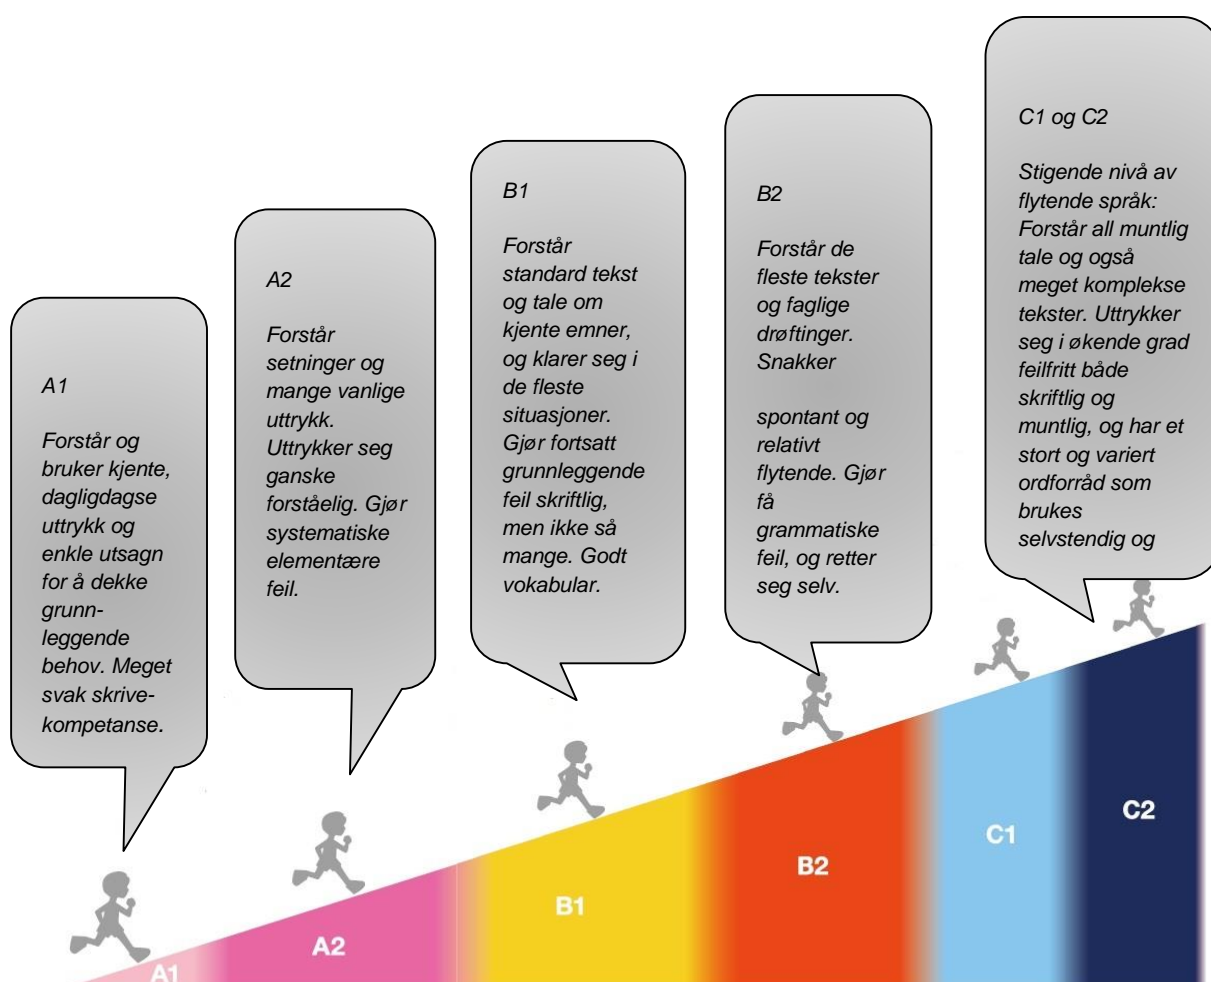 A1
Forstår og
bruker kjente,
dagligdagse
uttrykk og
enkle utsagn
for å dekke
grunn-
leggende
behov. Meget
svak skrive-
kompetanse.
A2
Forstår
setninger og
mange vanlige
uttrykk.
Uttrykker seg
ganske
forståelig. Gjør
systematiske
elementære
feil.
B1
Forstår
standard tekst
og tale om
kjente emner,
og klarer seg i
de fleste
situasjoner.
Gjør fortsatt
grunnleggende
feil skriftlig,
men ikke så
mange. Godt
vokabular.
B2
Forstår de
fleste tekster
og faglige
drøftinger.
Snakker
spontant og
relativt
flytende. Gjør
få
grammatiske
feil, og retter
seg selv.
C1 og C2
Stigende nivå av
flytende språk:
Forstår all muntlig
tale og også
meget komplekse
tekster. Uttrykker
seg i økende grad
feilfritt både
skriftlig og
muntlig, og har et
stort og variert
ordforråd som
brukes
selvstendig og
A1
A2
B1
B2
C1
C2